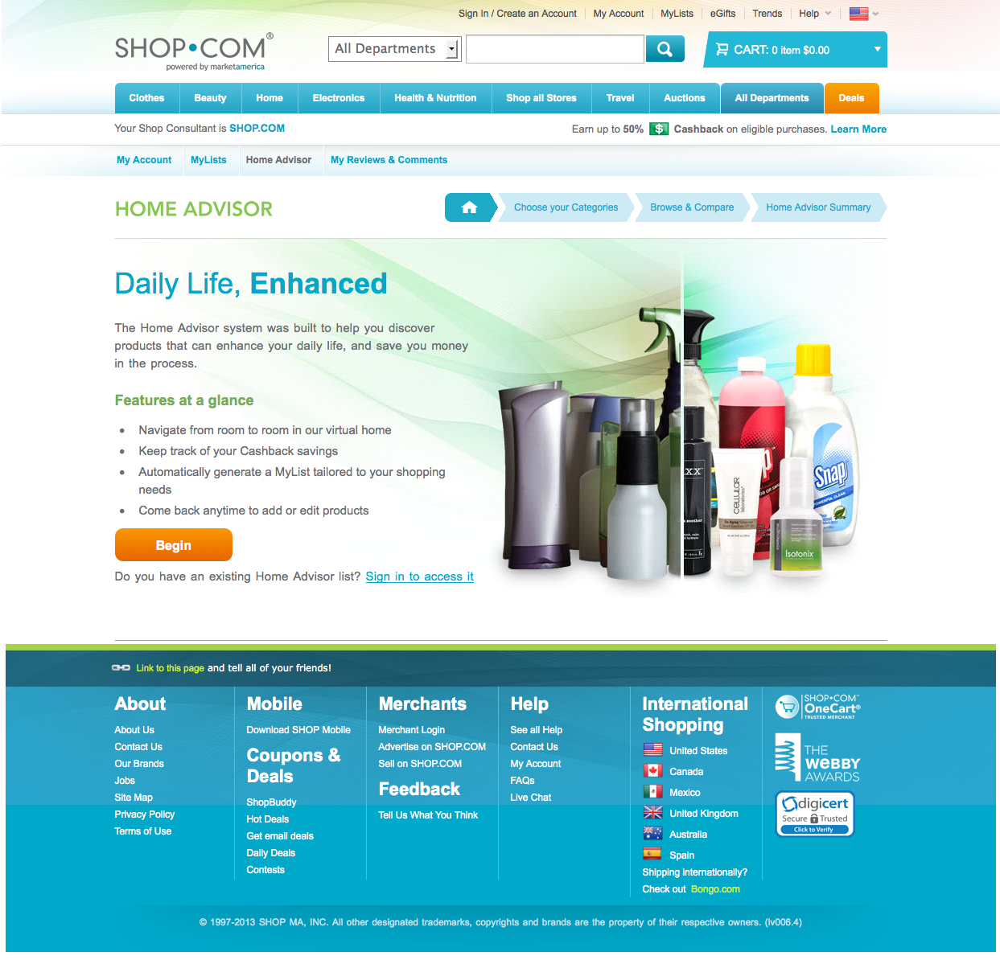 Sign In / Create an Account My Account MyLists eGifts Trends Help
SHOP•COM®
powered by marketamerica
All Departments
CART: 0 item $0.00
Clothes Beauty Home Electronics Health & Nutrition Shop all Stores Travel Auctions All Departments Deals
Your Shop Consultant is SHOP.COM
Earn up to 50% $ Cashback on eligible purchases. Learn More
My Account MyLists Home Advisor My Reviews & Comments
HOME ADVISOR
Choose your Categories Browse & Compare Home Advisor Summary
Daily Life, Enhanced
The Home Advisor system was built to help you discover
products that can enhance your daily life, and save you money
in the process.
Features at a glance
• Navigate from room to room in our virtual home
• Keep track of your Cashback savings
• Automatically generate a MyList tailored to your shopping
needs
• Come back anytime to add or edit products
Begin
Do you have an existing Home Advisor list? Sign in to access it
XX
CELLULAR
laboratories
Snap
POWERFUL CLEAN
Isotonix
Link to this page and tell all of your friends!
About
About Us
Contact Us
Our Brands
Jobs
Site Map
Privacy Policy
Terms of Use
Mobile
Download SHOP Mobile
Coupons &
Deals
ShopBuddy
Hot Deals
Get email deals
Daily Deals
Contests
Merchants
Merchant Login
Advertise on SHOP.COM
Sell on SHOP.COM
Feedback
Tell Us What You Think
Help
See all Help
Contact Us
My Account
FAQs
Live Chat
International
Shopping
United States
Canada
Mexico
United Kingdom
Australia
Spain
Shipping internationally?
Check out Bongo.com
SHOP•COM™
OneCart®
TRUSTED MERCHANT
THE
WEBBY
AWARDS
digicert
Secure Trusted
Click to Verify
© 1997-2013 SHOP MA, INC. All other designated trademarks, copyrights and brands are the property of their respective owners. (lv006.4)